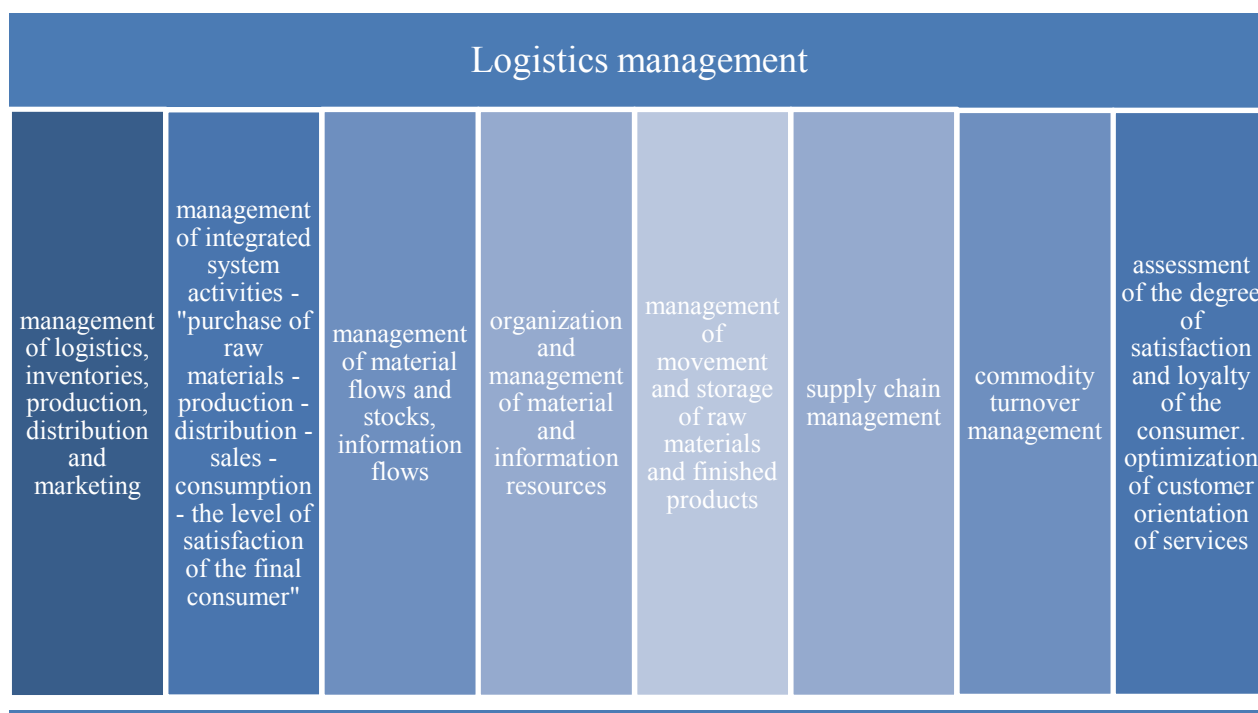 Logistics management
management
of logistics,
inventories,
production,
distribution
and
marketing
management
of integrated
system
activities -
"purchase of
raw
materials -
production -
distribution -
sales -
consumption
- the level of
satisfaction
of the final
consumer"
management
of material
flows and
stocks,
information
flows
organization
and
management
of material
and
information
resources
management
of
movement
and storage
of raw
materials
and finished
products
supply chain
management
commodity
turnover
management
assessment
of the degree
of
satisfaction
and loyalty
of the
consumer.
optimization
of customer
orientation
of services